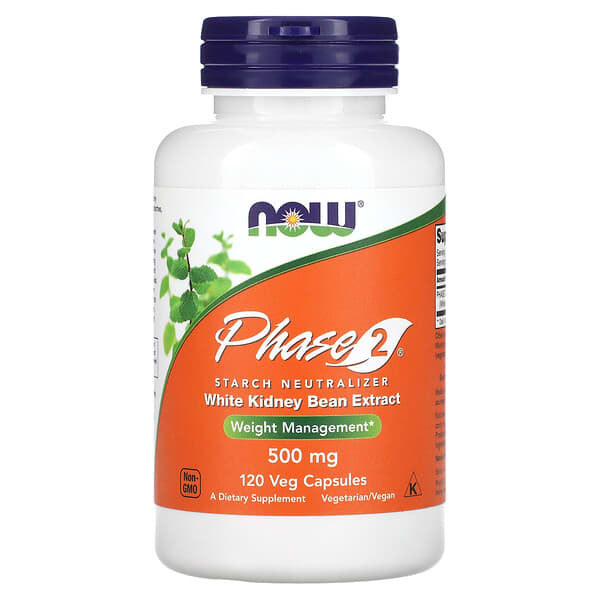 NOW®
Phase 2®
STARCH NEUTRALIZER
White Kidney Bean Extract
Weight Management*
500 mg
120 Veg Capsules
Non-
GMO
A Dietary Supplement Vegetarian/Vegan
K